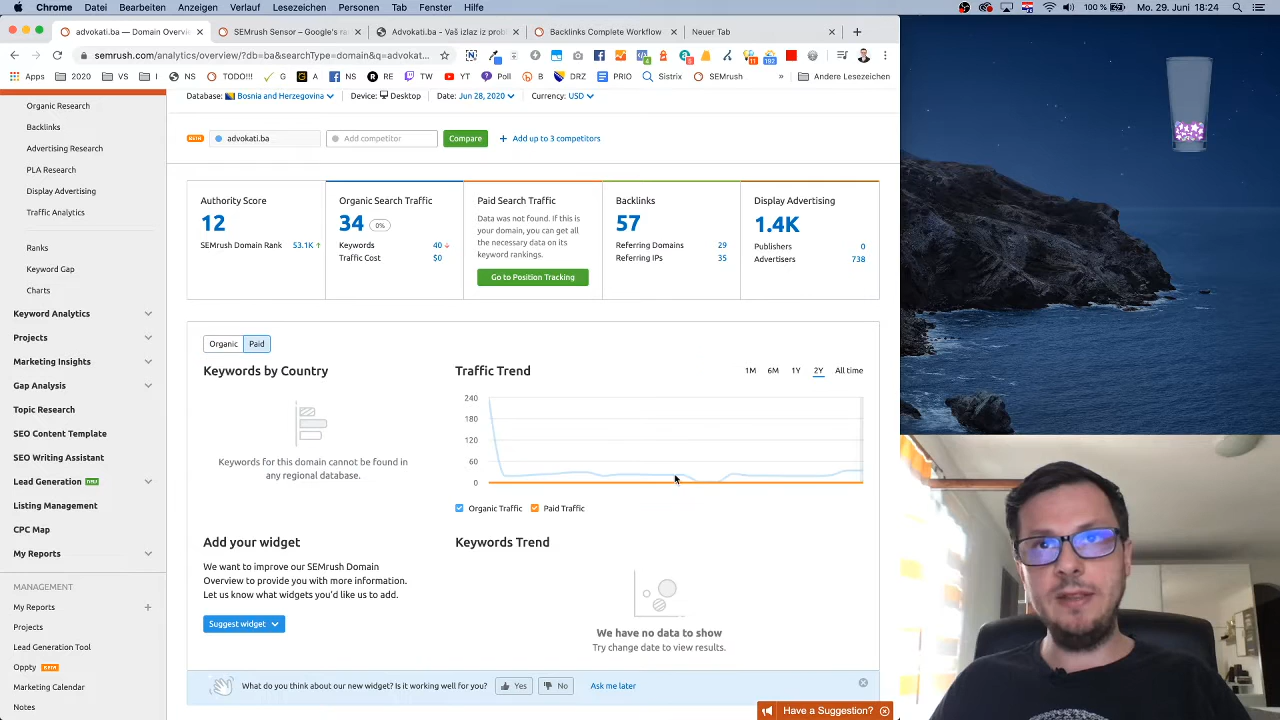 Chrome Datei Bearbeiten Anzeigen Verlauf Lesezeichen Personen Tab Fenster Hilfe 100 % Mo. 29. Juni 18:24
advokati.ba — Domain Overvi SEMrush Sensor – Google's ra Advokati.ba - Vaš izlaz iz prob Backlinks Complete Workflow Neuer Tab
semrush.com/analytics/overview/?db=ba&searchType=domain&q=advokat...
Apps 2020 VS I NS TODO!!! G A NS RE TW YT Poll B DRZ PRIO Sistrix SEMrush » Andere Lesezeichen
Organic Research
Backlinks
Advertising Research
PLA Research
Display Advertising
Traffic Analytics
Ranks
Keyword Gap
Charts
Keyword Analytics
Projects
Marketing Insights
Gap Analysis
Topic Research
SEO Content Template
SEO Writing Assistant
Lead Generation NEW
Listing Management
CPC Map
My Reports
MANAGEMENT
My Reports +
Projects
Lead Generation Tool
Oppty BETA
Marketing Calendar
Notes
Database: Bosnia and Herzegovina Device: Desktop Date: Jun 28, 2020 Currency: USD
BETA advokati.ba Add competitor Compare + Add up to 3 competitors
Authority Score
12
SEMrush Domain Rank 53.1K ↑
Organic Search Traffic
34 0%
Keywords 40 ↓
Traffic Cost $0
Paid Search Traffic
Data was not found. If this is
your domain, you can get all
the necessary data on its
keyword rankings.
Go to Position Tracking
Backlinks
57
Referring Domains 29
Referring IPs 35
Display Advertising
1.4K
Publishers 0
Advertisers 738
Organic Paid
Keywords by Country
Keywords for this domain cannot be found in
any regional database.
Traffic Trend 1M 6M 1Y 2Y All time
240
180
120
60
0
Organic Traffic Paid Traffic
Add your widget
We want to improve our SEMrush Domain
Overview to provide you with more information.
Let us know what widgets you'd like us to add.
Suggest widget
Keywords Trend
We have no data to show
Try change date to view results.
What do you think about our new widget? Is it working well for you? Yes No Ask me later
Have a Suggestion?